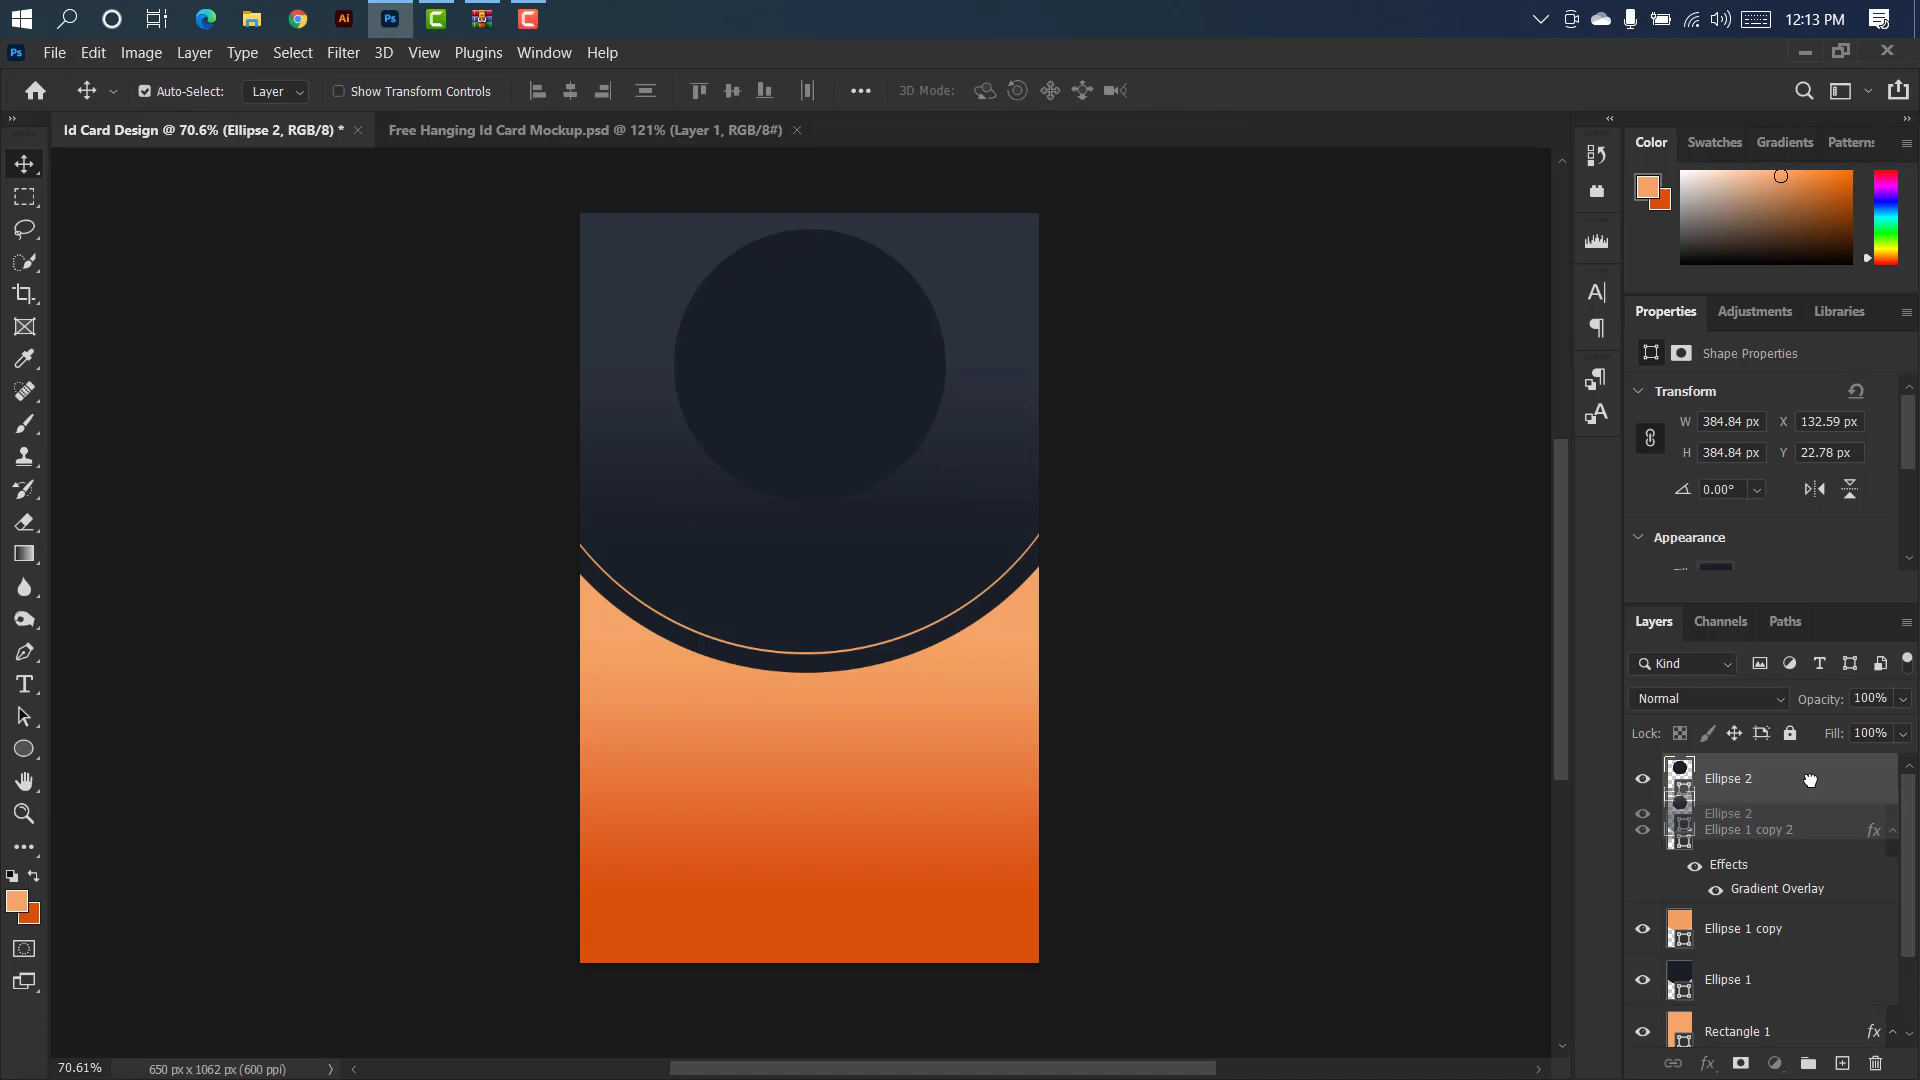 12:13 PM
Ps File Edit Image Layer Type Select Filter 3D View Plugins Window Help
Auto-Select: Layer Show Transform Controls 3D Mode:
Id Card Design @ 70.6% (Ellipse 2, RGB/8) * Free Hanging Id Card Mockup.psd @ 121% (Layer 1, RGB/8#)
Color Swatches Gradients Patterns
Properties Adjustments Libraries
Shape Properties
Transform
W 384.84 px X 132.59 px
H 384.84 px Y 22.78 px
0.00°
Appearance
Layers Channels Paths
Kind
Normal Opacity: 100%
Lock: Fill: 100%
Ellipse 2
Ellipse 2
Ellipse 1 copy 2 fx
Effects
Gradient Overlay
Ellipse 1 copy
Ellipse 1
Rectangle 1 fx
70.61% 650 px x 1062 px (600 ppi)